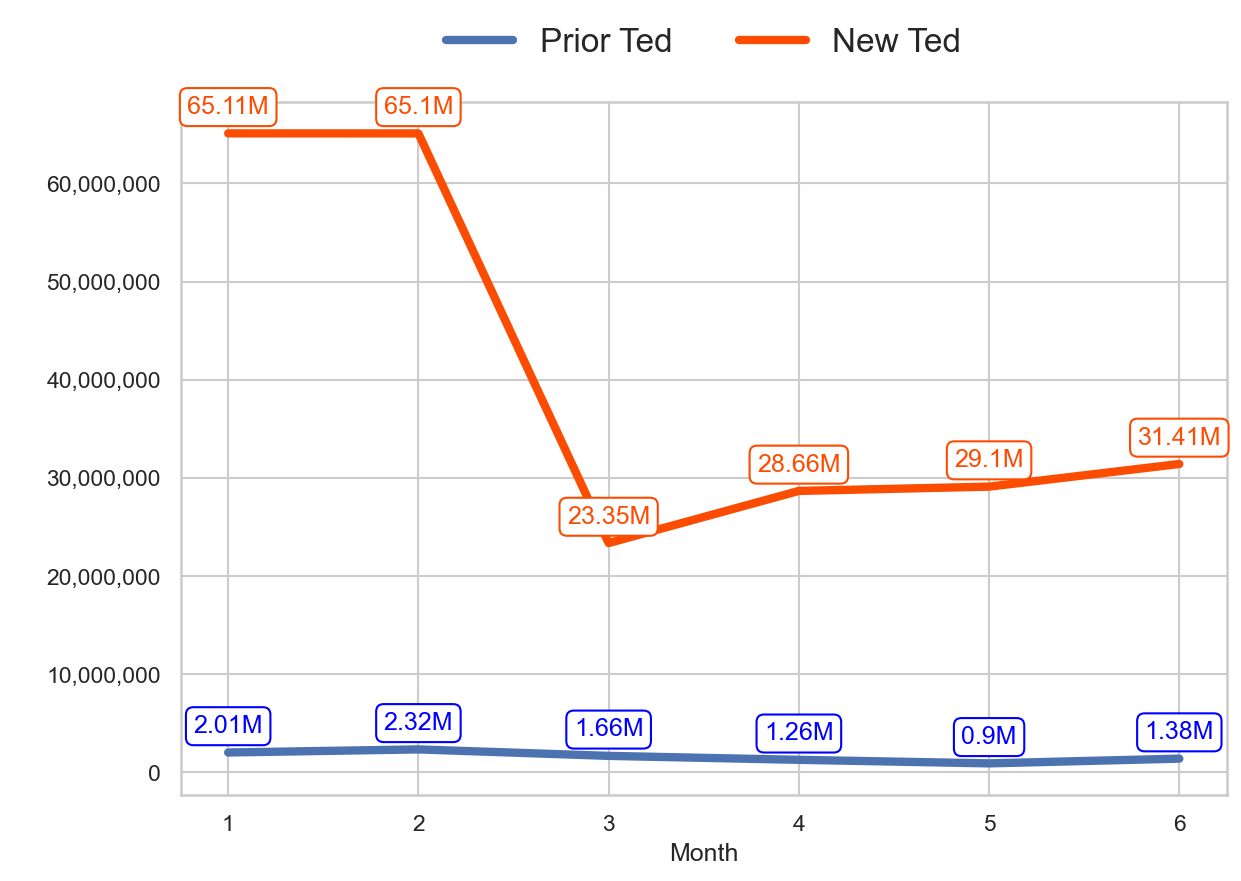 Prior Ted New Ted
65.11M 65.1M
60,000,000
50,000,000
40,000,000
31.41M
29.1M
28.66M
30,000,000
23.35M
20,000,000
10,000,000
2.01M 2.32M 1.66M 1.26M 0.9M 1.38M
0
1 2 3 4 5 6
Month